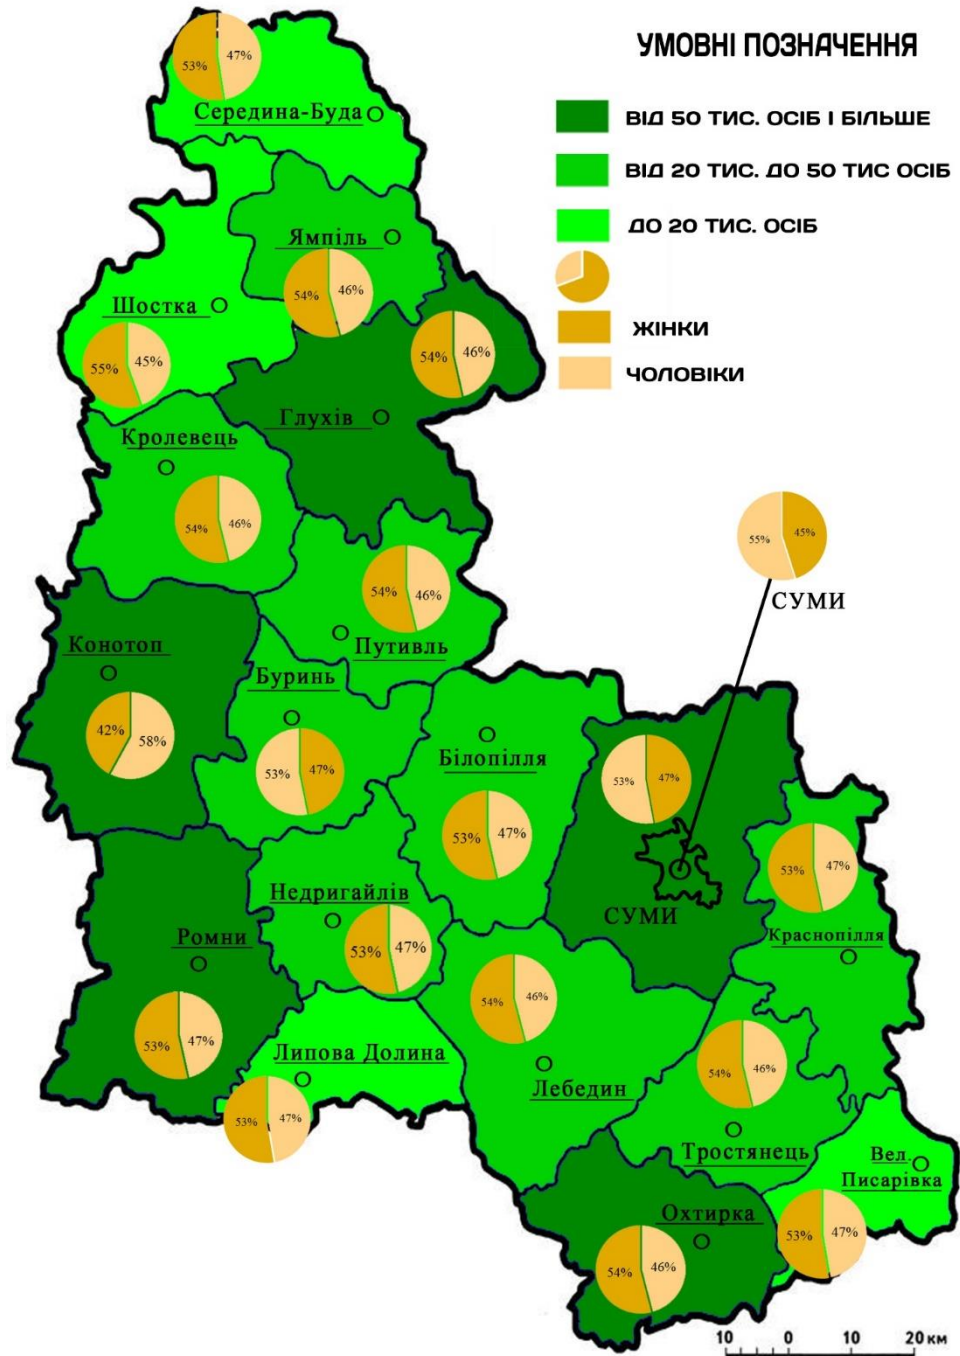 УМОВНІ ПОЗНАЧЕННЯ
ВІД 50 ТИС. ОСІБ І БІЛЬШЕ
ВІД 20 ТИС. ДО 50 ТИС ОСІБ
ДО 20 ТИС. ОСІБ
ЖІНКИ
ЧОЛОВІКИ
53% 47%
Середина-Буда
Ямпіль
54% 46%
Шостка
55% 45%
54% 46%
Глухів
Кролевець
54% 46%
55% 45%
СУМИ
54% 46%
Путивль
Конотоп
42% 58%
Буринь
53% 47%
Білопілля
53% 47%
53% 47%
СУМИ
53% 47%
Краснопілля
Недригайлів
53% 47%
Ромни
53% 47%
54% 46%
Лебедин
Липова Долина
53% 47%
54% 46%
Тростянець
Вел.
Писарівка
53% 47%
Охтирка
54% 46%
10 0 10 20 км